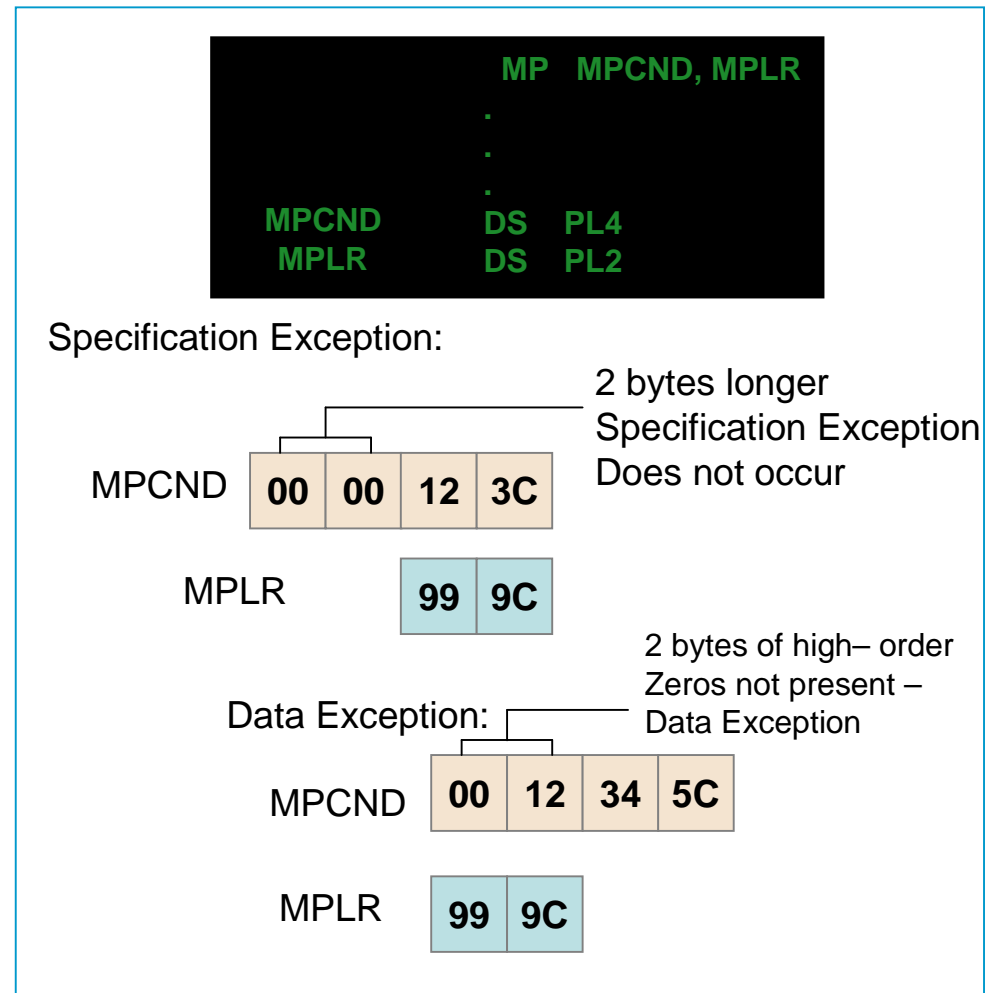 MP MPCND, MPLR
.
.
.
MPCND DS PL4
MPLR DS PL2
Specification Exception:
2 bytes longer
Specification Exception
Does not occur
MPCND 00 00 12 3C
MPLR 99 9C
2 bytes of high– order
Zeros not present –
Data Exception
Data Exception:
MPCND 00 12 34 5C
MPLR 99 9C